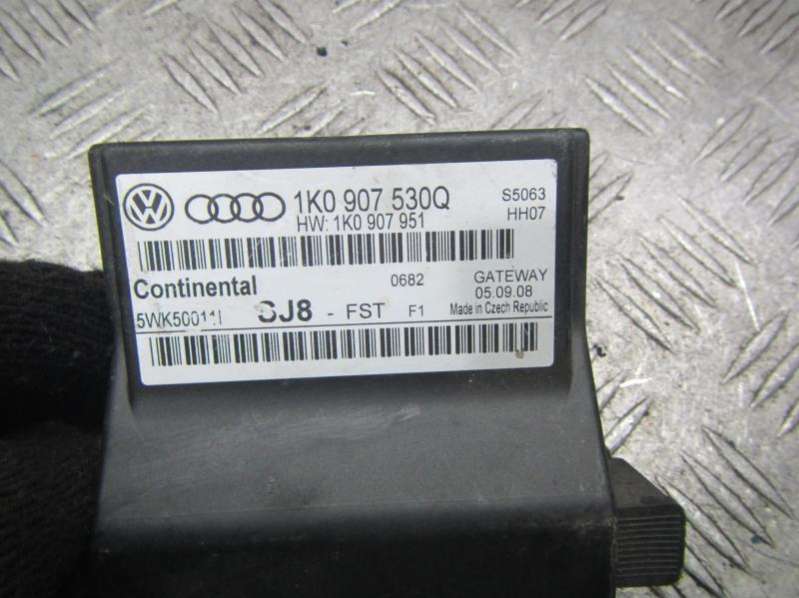 1K0 907 530Q
S5063
HW: 1K0 907 951
HH07
Continental
0682
GATEWAY
05.09.08
SJ8 - FST F1
Made in Czech Republic